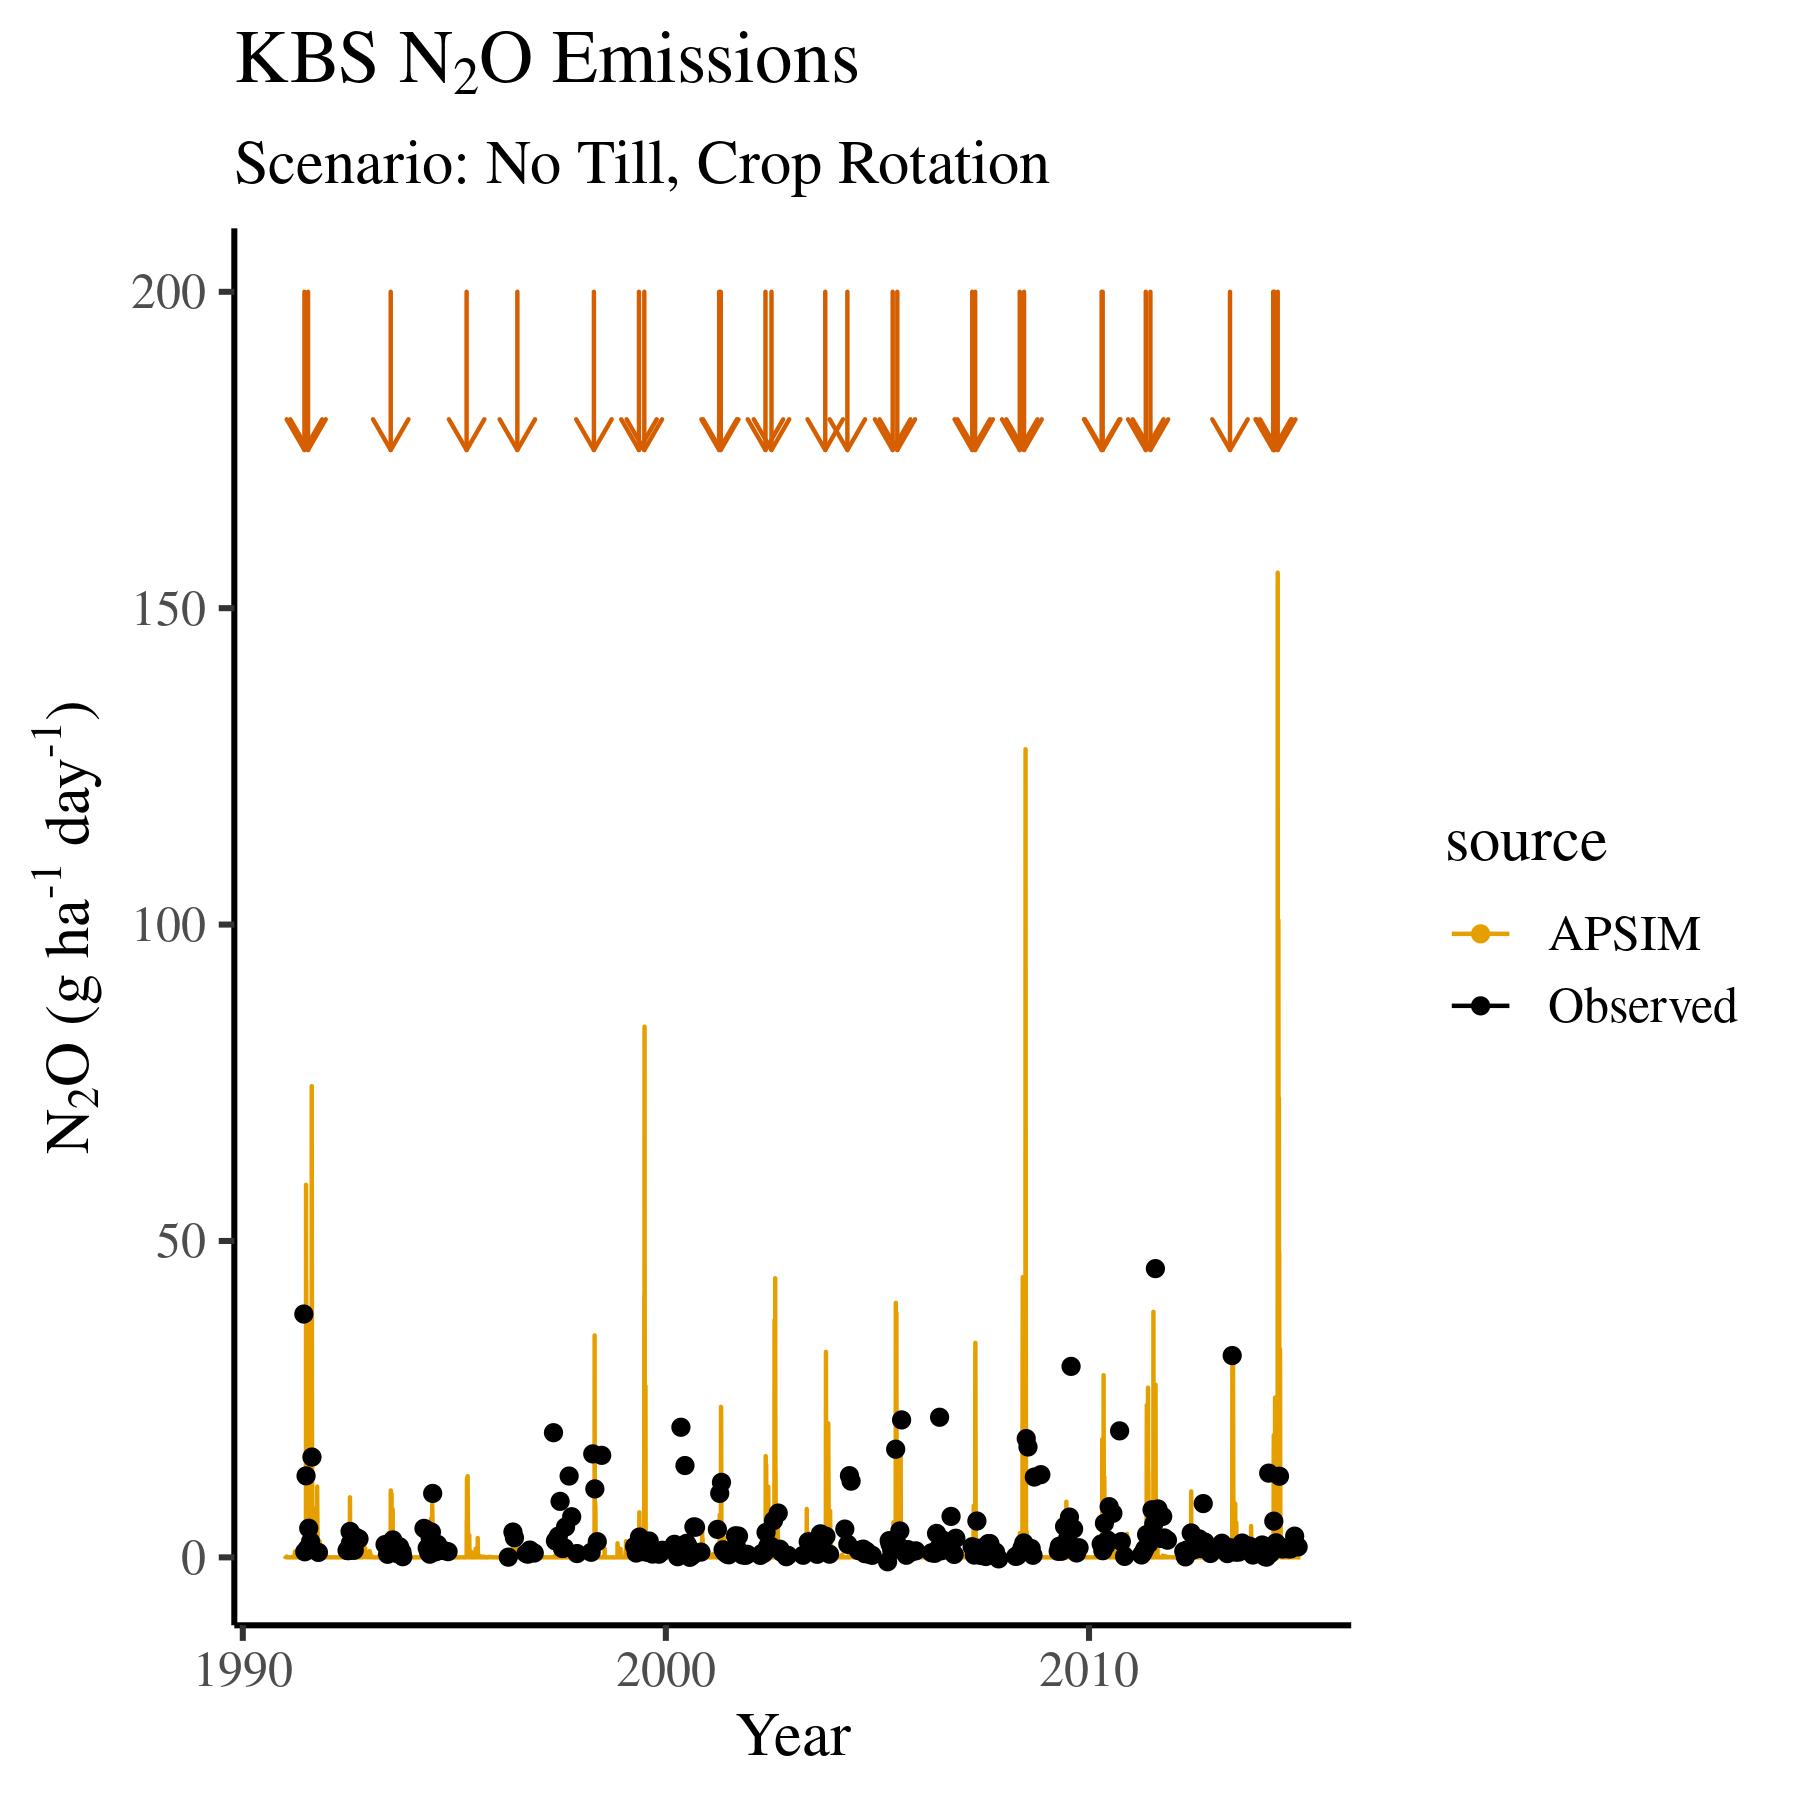 KBS N₂O Emissions
Scenario: No Till, Crop Rotation
200
150
100
50
0
N₂O (g ha⁻¹ day⁻¹)
1990
2000
2010
Year
source
APSIM
Observed